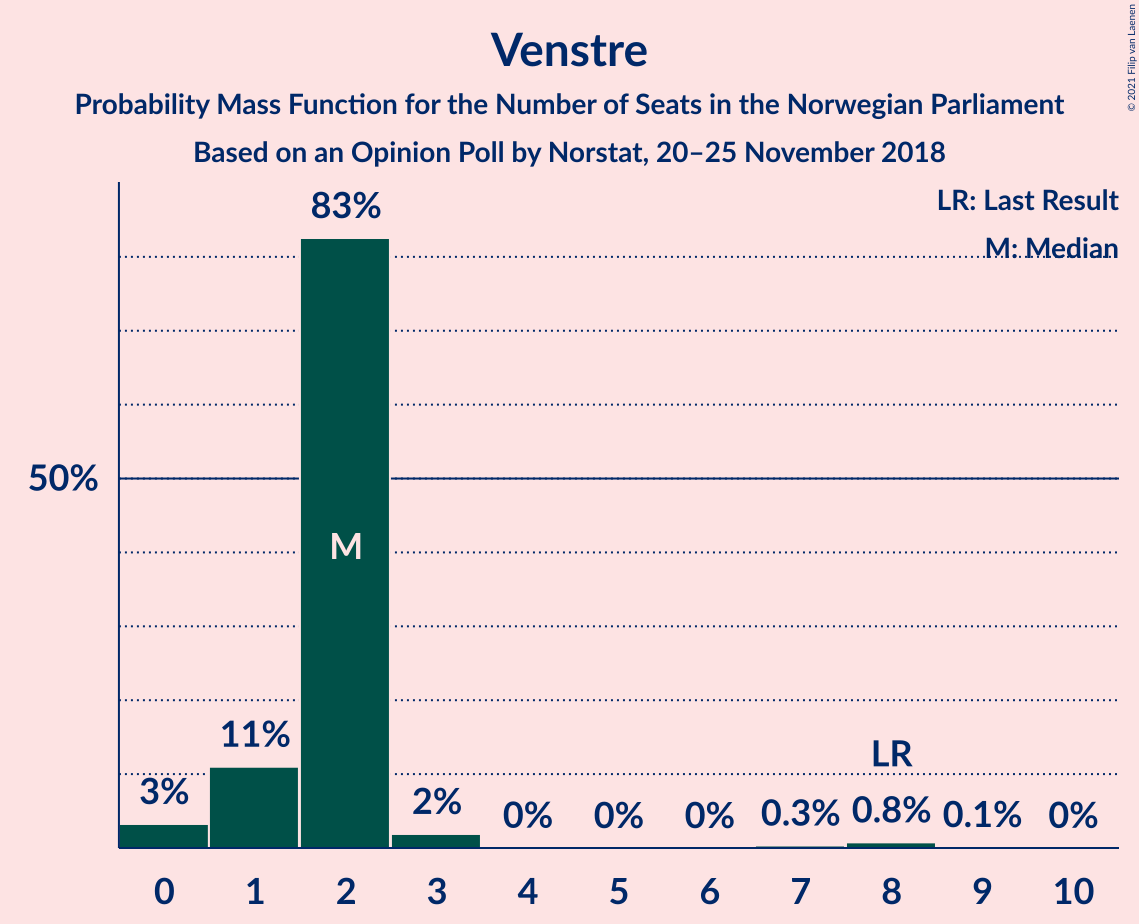 Venstre
Probability Mass Function for the Number of Seats in the Norwegian Parliament
Based on an Opinion Poll by Norstat, 20–25 November 2018
© 2021 Filip van Laenen
LR: Last Result
M: Median
83%
50%
M
11%
3%
2%
0%
0%
0%
0.3%
LR
0.8%
0.1%
0%
0 1 2 3 4 5 6 7 8 9 10